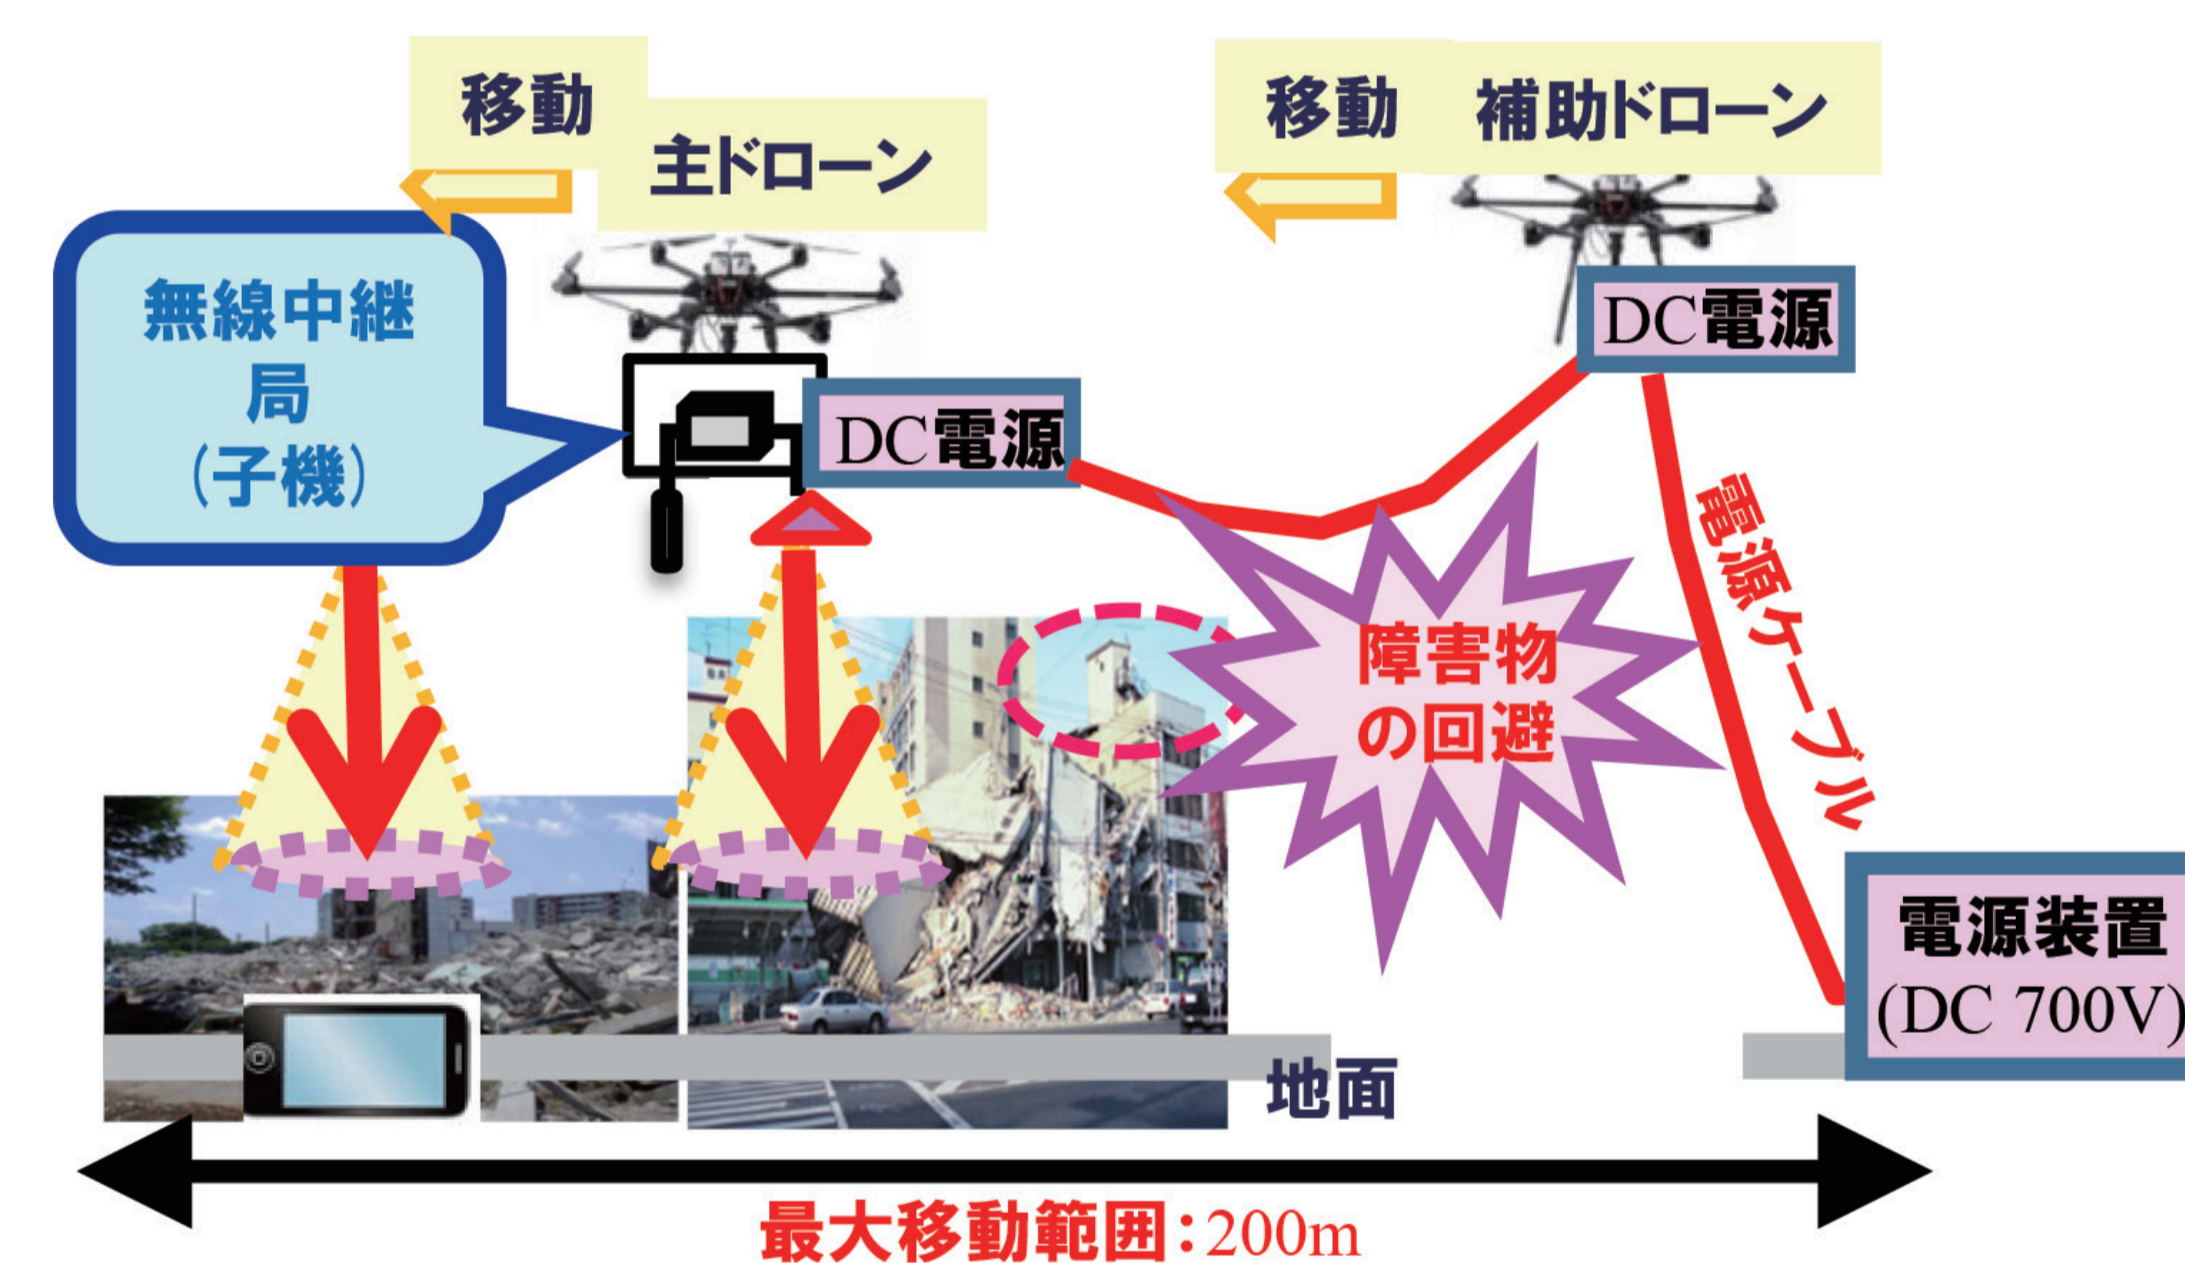 移動
主ドローン
移動
補助ドローン
無線中継
局
(子機)
DC電源
DC電源
電源ケーブル
障害物
の回避
電源装置
(DC 700V)
地面
最大移動範囲：200m